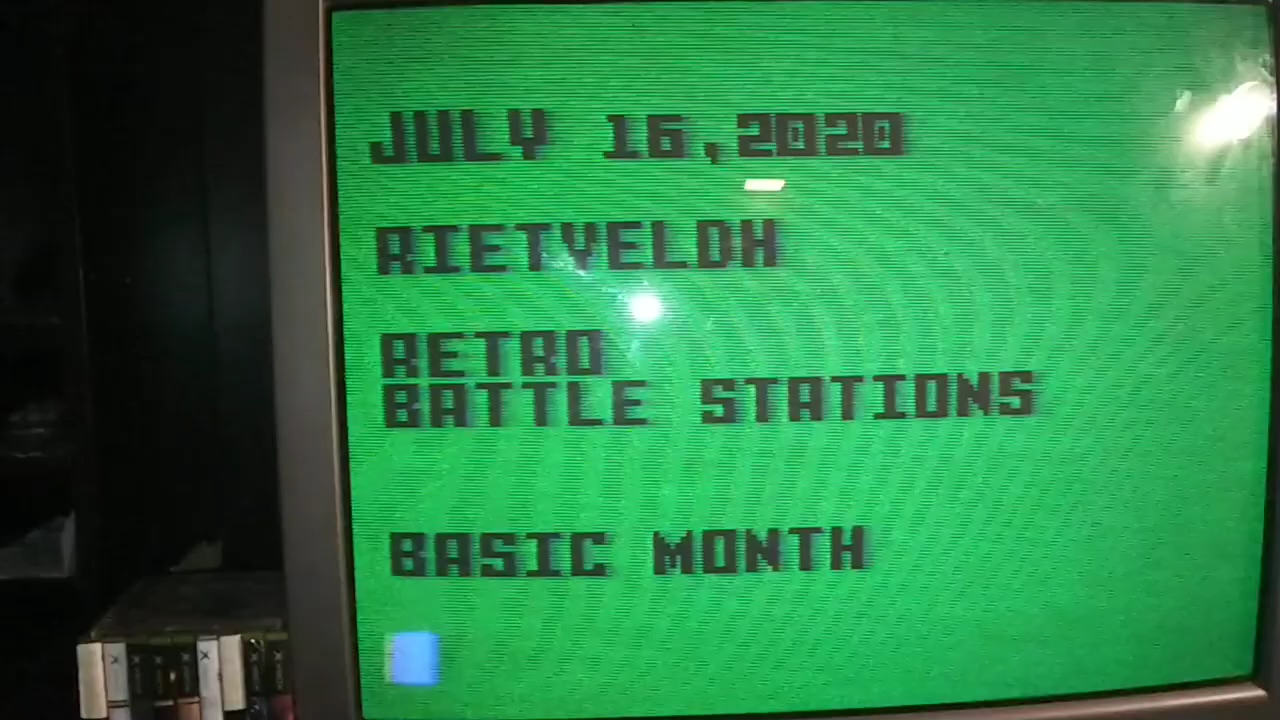 JULY 16,2020
RIETVELDH
RETRO
BATTLE STATIONS
BASIC MONTH